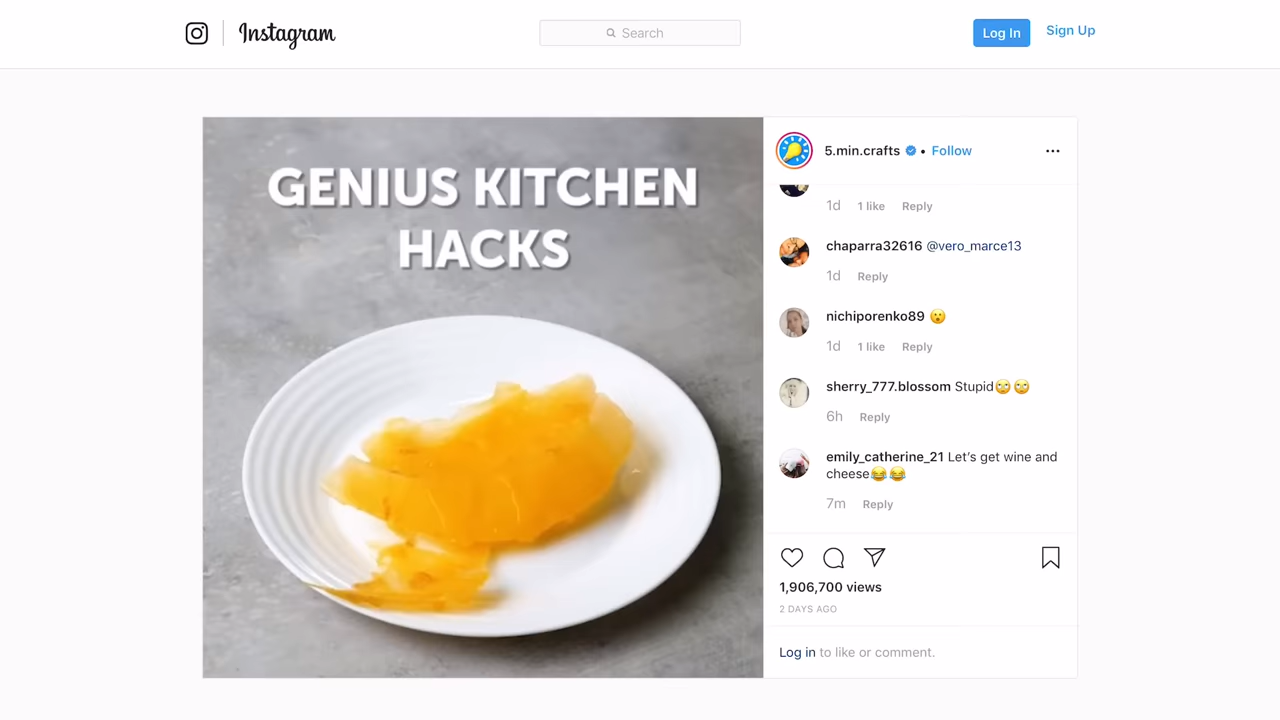 Instagram
Search
Log In
Sign Up
GENIUS KITCHEN
HACKS
5.min.crafts • Follow
1d 1 like Reply
chaparra32616 @vero_marce13
1d Reply
nichiporenko89 😮
1d 1 like Reply
sherry_777.blossom Stupid🙄🙄
6h Reply
emily_catherine_21 Let’s get wine and
cheese😂😂
7m Reply
1,906,700 views
2 DAYS AGO
Log in to like or comment.